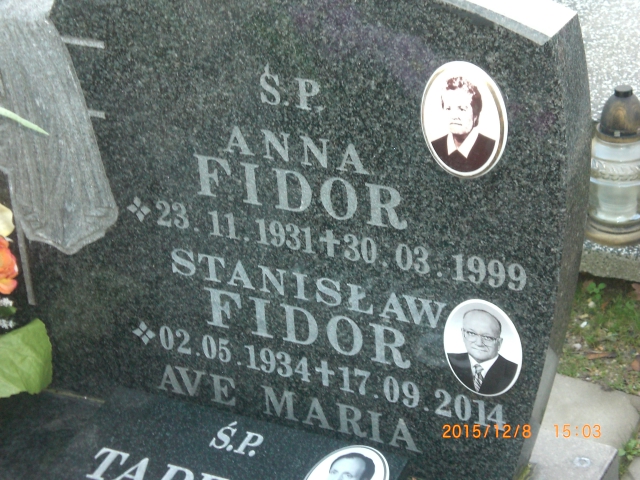 Ś.P.
ANNA
FIDOR
23.11.1931 + 30.03.1999
STANISŁAW
FIDOR
02.05.1934 + 17.09.2014
AVE MARIA
Ś.P.
2015/12/8 15:03